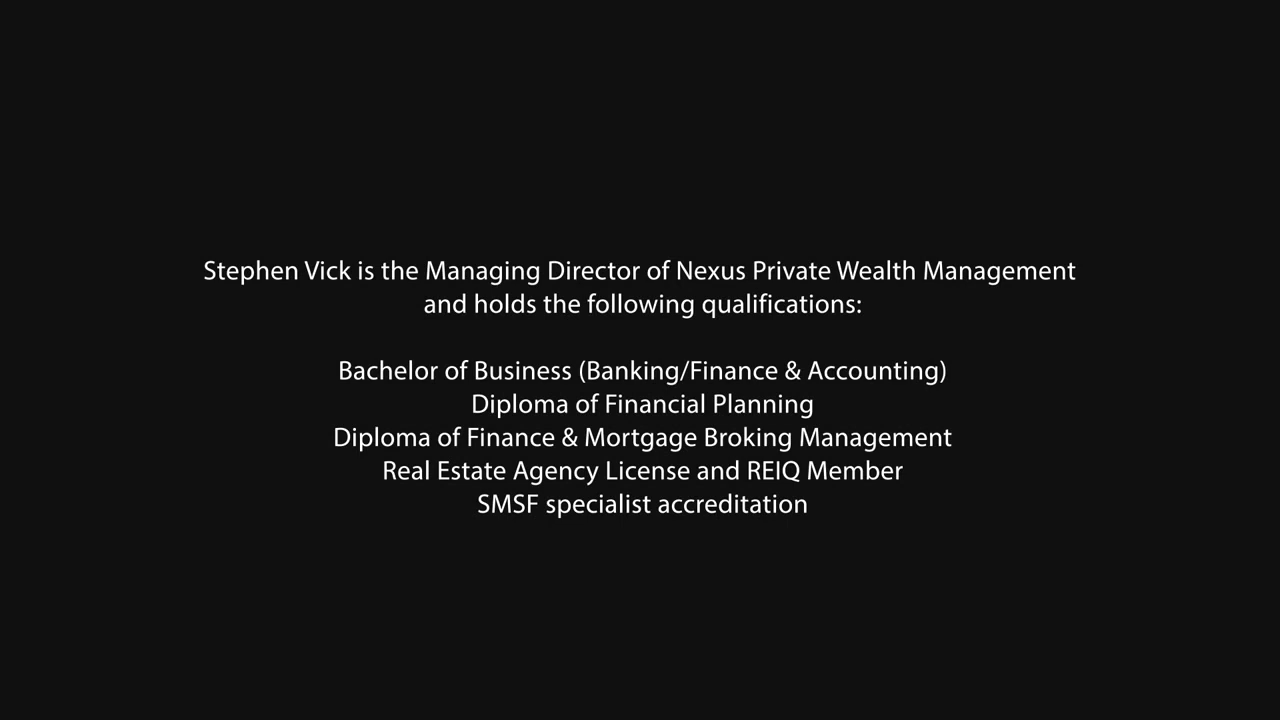 Stephen Vick is the Managing Director of Nexus Private Wealth Management
and holds the following qualifications:
Bachelor of Business (Banking/Finance & Accounting)
Diploma of Financial Planning
Diploma of Finance & Mortgage Broking Management
Real Estate Agency License and REIQ Member
SMSF specialist accreditation